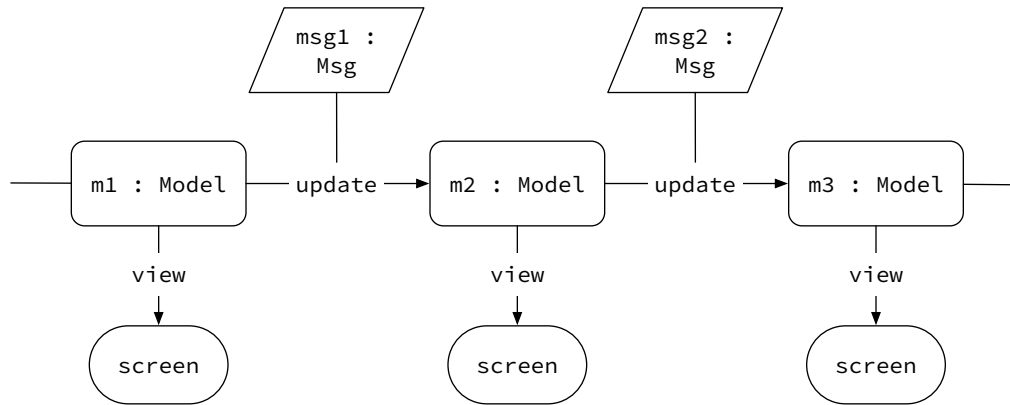 msg1 :
Msg
msg2 :
Msg
m1 : Model
update
m2 : Model
update
m3 : Model
view
view
view
screen
screen
screen